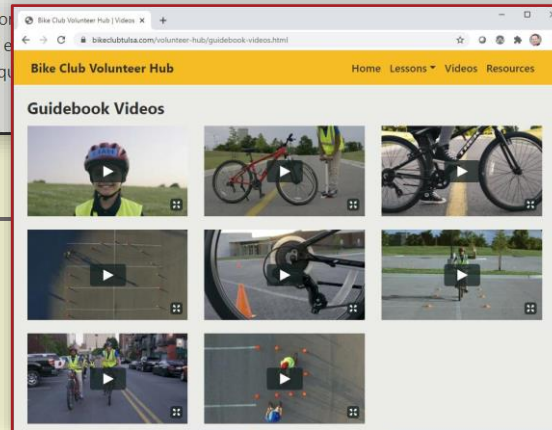 Bike Club Volunteer Hub | Videos
bikeclubtulsa.com/volunteer-hub/guidebook-videos.html
Bike Club Volunteer Hub
Home Lessons Videos Resources
Guidebook Videos